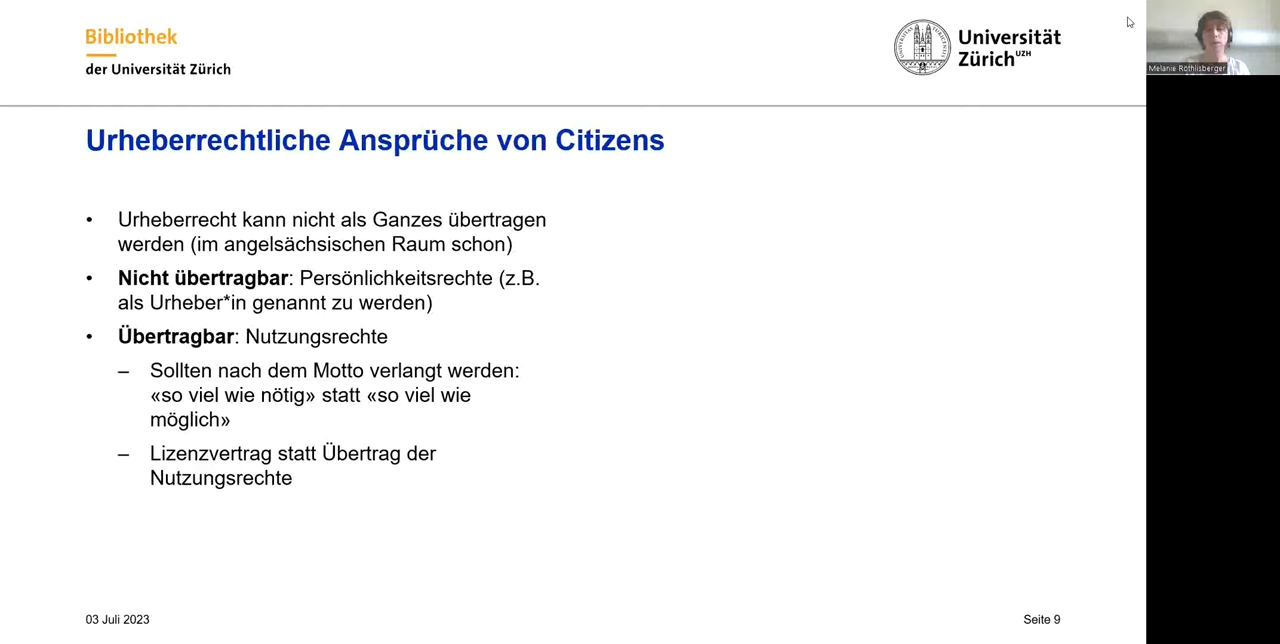 Bibliothek
der Universität Zürich
Universität
Zürich UZH
Melanie Röthlisberger
Urheberrechtliche Ansprüche von Citizens
• Urheberrecht kann nicht als Ganzes übertragen
werden (im angelsächsischen Raum schon)
• Nicht übertragbar: Persönlichkeitsrechte (z.B.
als Urheber*in genannt zu werden)
• Übertragbar: Nutzungsrechte
– Sollten nach dem Motto verlangt werden:
«so viel wie nötig» statt «so viel wie
möglich»
– Lizenzvertrag statt Übertrag der
Nutzungsrechte
03 Juli 2023
Seite 9